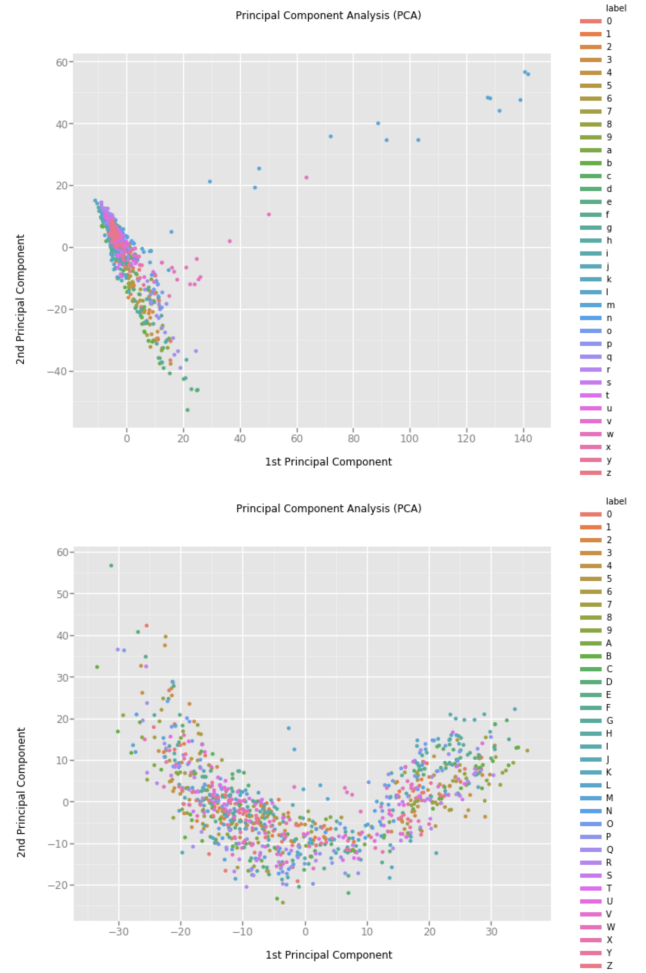 Principal Component Analysis (PCA)
label
0
1
2
3
4
5
6
7
8
9
a
b
c
d
e
f
g
h
i
j
k
l
m
n
o
p
q
r
s
t
u
v
w
x
y
z
60
40
20
0
−20
−40
2nd Principal Component
0 20 40 60 80 100 120 140
1st Principal Component
Principal Component Analysis (PCA)
label
0
1
2
3
4
5
6
7
8
9
A
B
C
D
E
F
G
H
I
J
K
L
M
N
O
P
Q
R
S
T
U
V
W
X
Y
Z
60
50
40
30
20
10
0
−10
−20
2nd Principal Component
−30 −20 −10 0 10 20 30
1st Principal Component